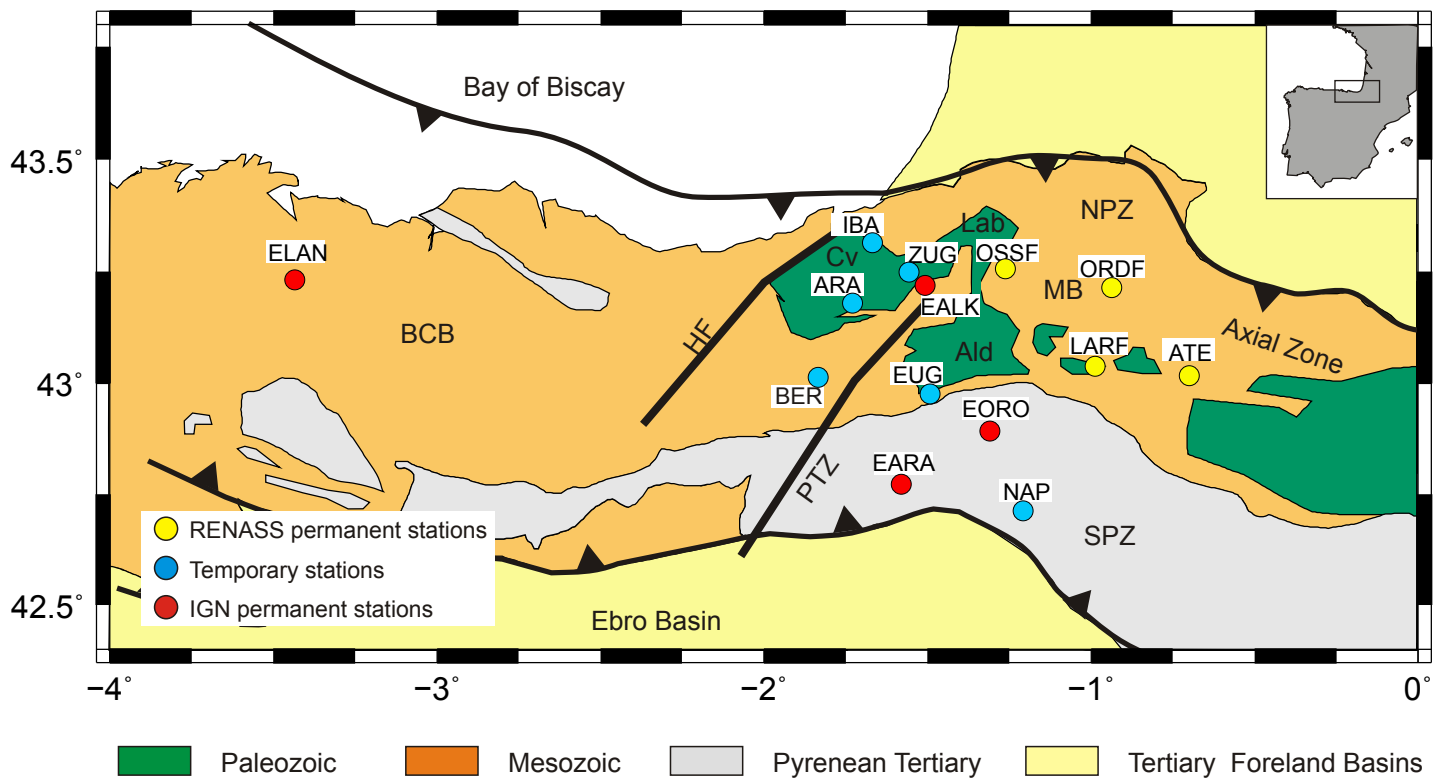 Bay of Biscay
43.5°
NPZ
Lab
IBA
ELAN
Cv
ZUG
OSSF
ORDF
ARA
MB
EALK
BCB
HF
Axial Zone
LARF
ATE
Ald
43°
EUG
BER
EORO
EARA
PTZ
NAP
SPZ
RENASS permanent stations
Temporary stations
IGN permanent stations
42.5°
Ebro Basin
−4°
−3°
−2°
−1°
0°
Paleozoic
Mesozoic
Pyrenean Tertiary
Tertiary Foreland Basins